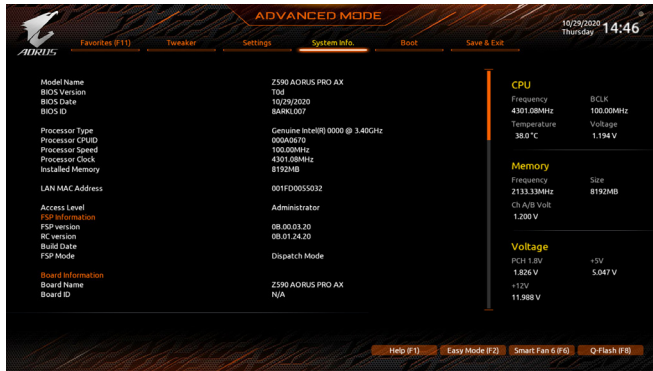 ADVANCED MODE
10/29/2020
Thursday
14:46
AORUS
Favorites (F11) Tweaker Settings System Info. Boot Save & Exit
Model Name Z590 AORUS PRO AX
BIOS Version T0d
BIOS Date 10/29/2020
BIOS ID 8ARKL007
Processor Type Genuine Intel(R) 0000 @ 3.40GHz
Processor CPUID 000A0670
Processor Speed 100.00MHz
Processor Clock 4301.08MHz
Installed Memory 8192MB
LAN MAC Address 001FD0055032
Access Level Administrator
FSP Information
FSP version 0B.00.03.20
RC version 0B.01.24.20
Build Date
FSP Mode Dispatch Mode
Board Information
Board Name Z590 AORUS PRO AX
Board ID N/A
CPU
Frequency BCLK
4301.08MHz 100.00MHz
Temperature Voltage
38.0 °C 1.194 V
Memory
Frequency Size
2133.33MHz 8192MB
Ch A/B Volt
1.200 V
Voltage
PCH 1.8V +5V
1.826 V 5.047 V
+12V
11.988 V
Help (F1) Easy Mode (F2) Smart Fan 6 (F6) Q-Flash (F8)